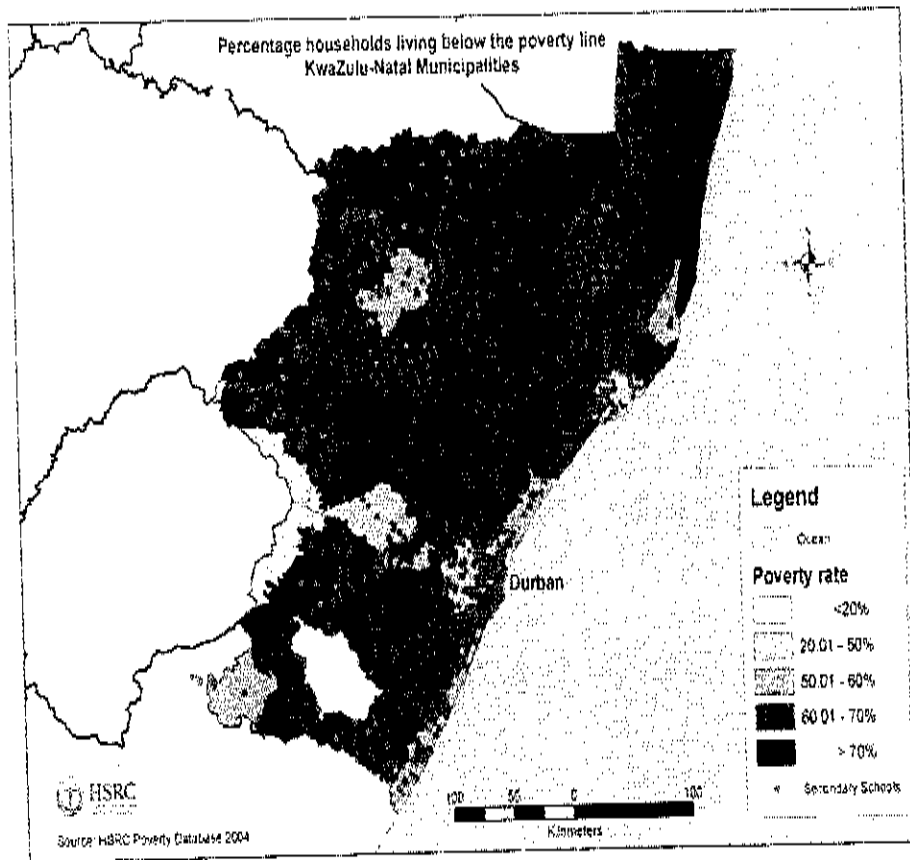 Percentage households living below the poverty line
KwaZulu-Natal Municipalities
Durban
Legend
Ocean
Poverty rate
<20%
20.01 - 50%
50.01 - 60%
60.01 - 70%
> 70%
Secondary Schools
HSRC
100 50 0 100
Kilometers
Source: HSRC Poverty Database 2004